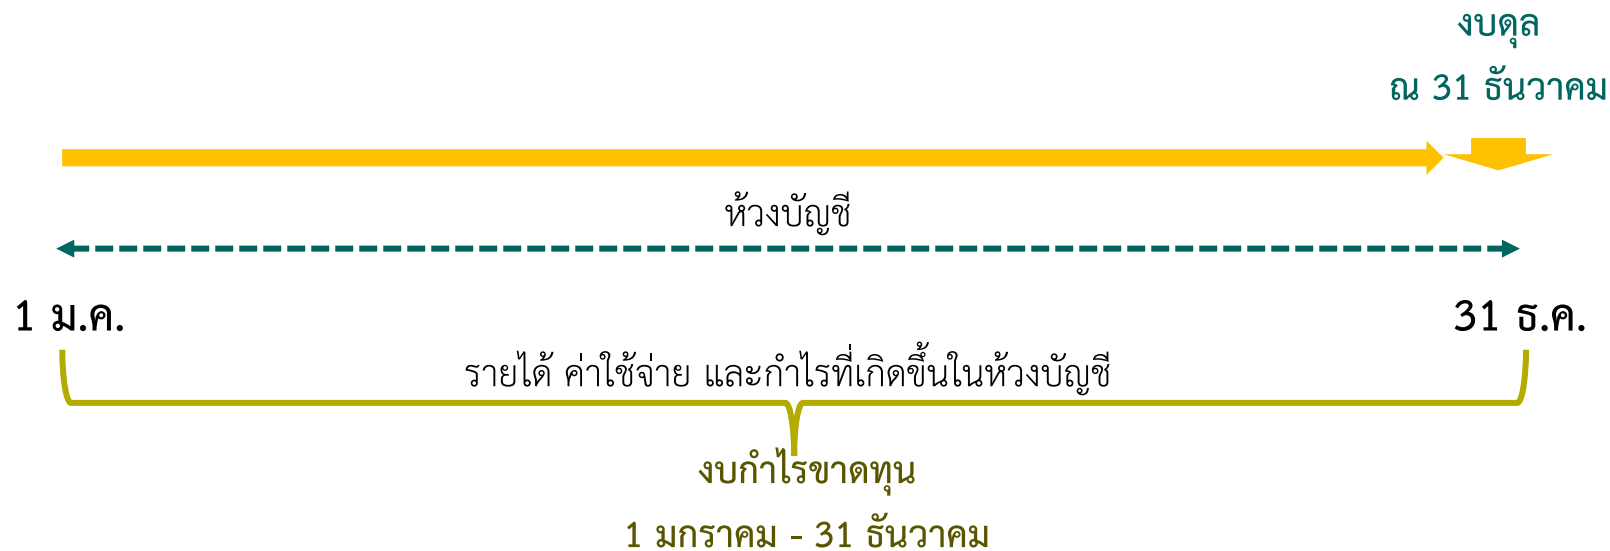 งบดุล
ณ 31 ธันวาคม
ห้วงบัญชี
1 ม.ค.
31 ธ.ค.
รายได้ ค่าใช้จ่าย และกำไรที่เกิดขึ้นในห้วงบัญชี
งบกำไรขาดทุน
1 มกราคม - 31 ธันวาคม